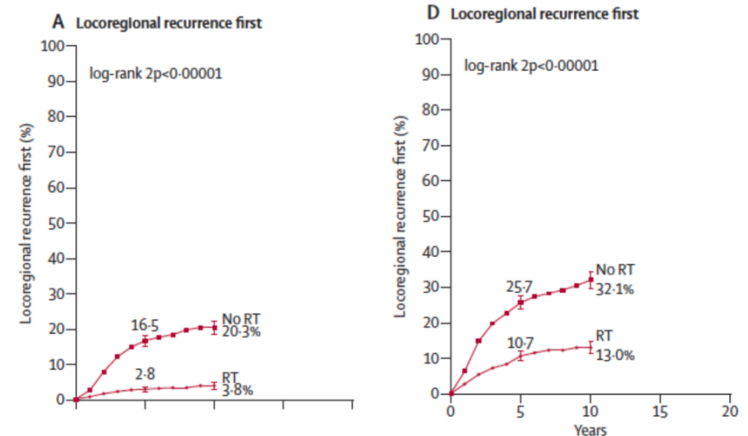 A Locoregional recurrence first
log-rank 2p<0·00001
Locoregional recurrence first (%)
100
90
80
70
60
50
40
30
20
10
0
16·5
No RT
20·3%
2·8
RT
3·8%
D Locoregional recurrence first
log-rank 2p<0·00001
Locoregional recurrence first (%)
100
90
80
70
60
50
40
30
20
10
0
25·7
No RT
32·1%
10·7
RT
13·0%
0 5 10 15 20
Years